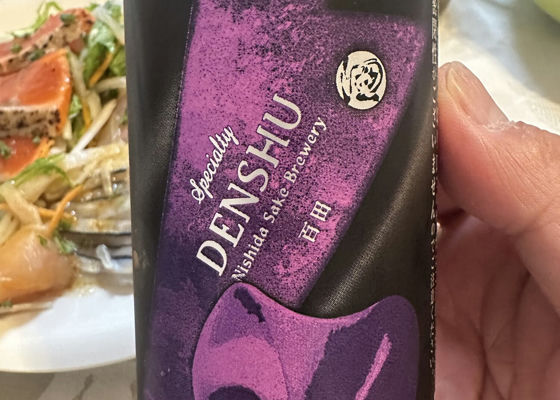 Specialty
DENSHU
Nishida Sake Brewery
百田